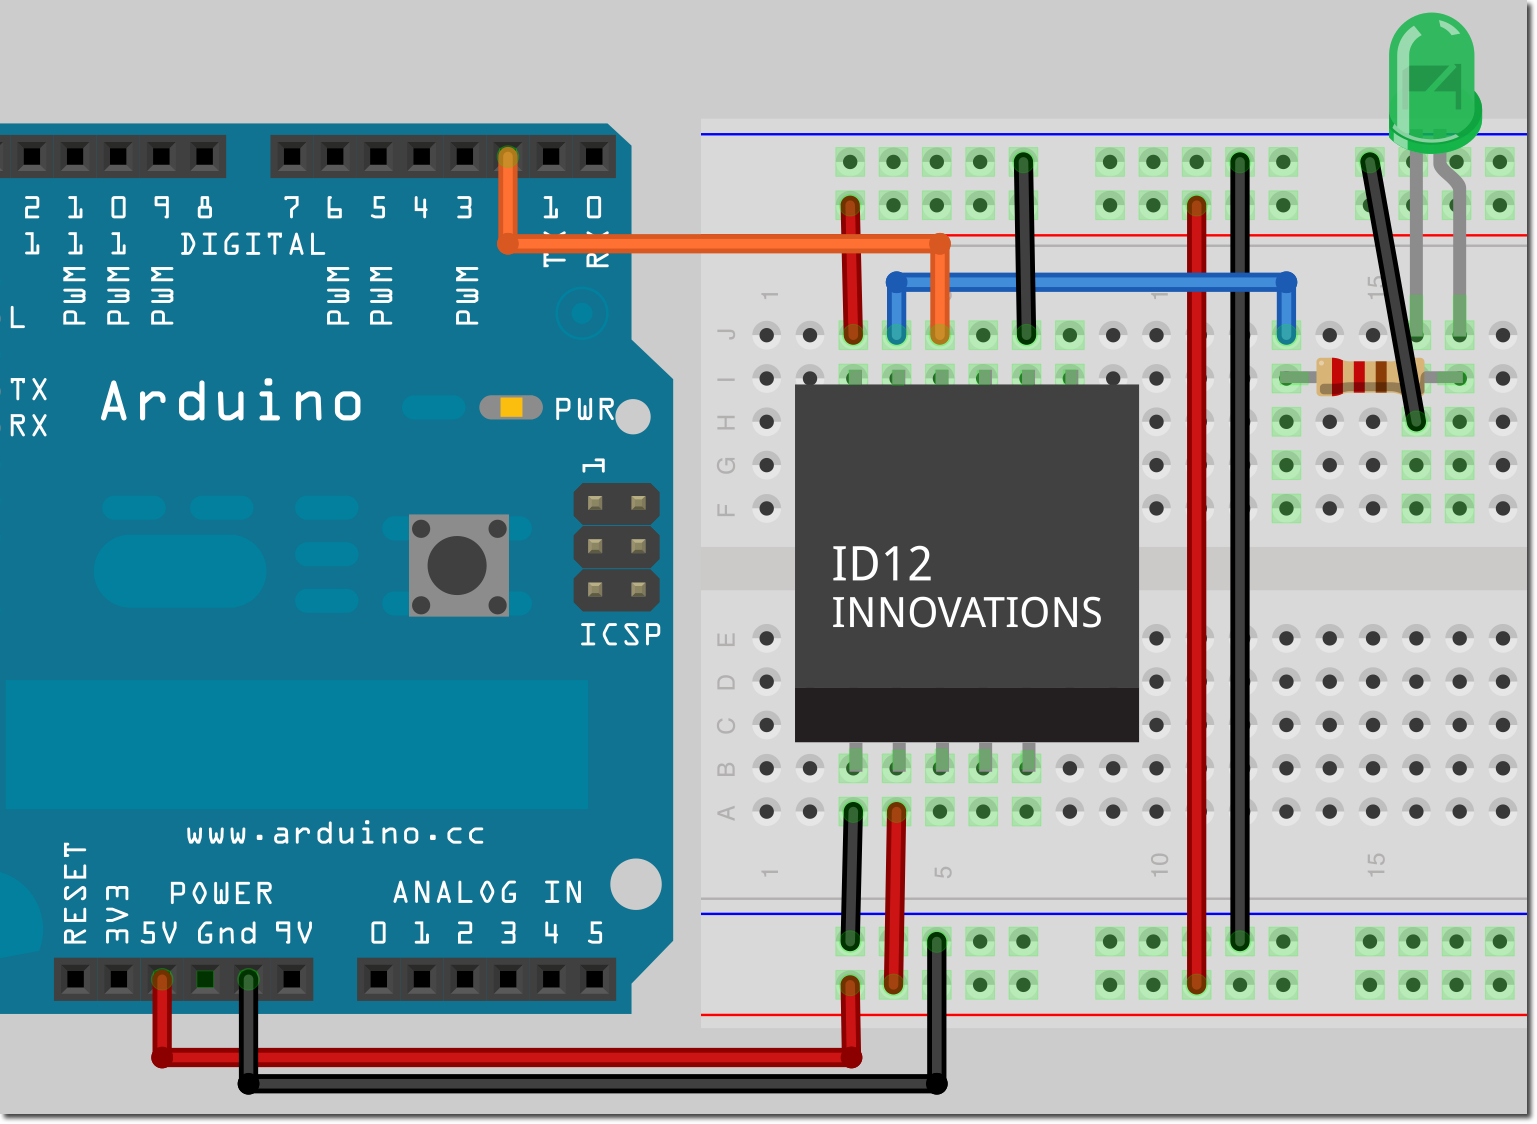 2 1 0 9 8 7 6 5 4 3 1 0
1 1 1 DIGITAL TX RX
PWM PWM PWM PWM PWM PWM
L
TX
RX
Arduino
PWR
1
ICSP
www.arduino.cc
RESET 3V3
POWER
5V Gnd 9V
ANALOG IN
0 1 2 3 4 5
1 15
J
I
H
G
F
ID12
INNOVATIONS
E
D
C
B
A
1 5 10 15